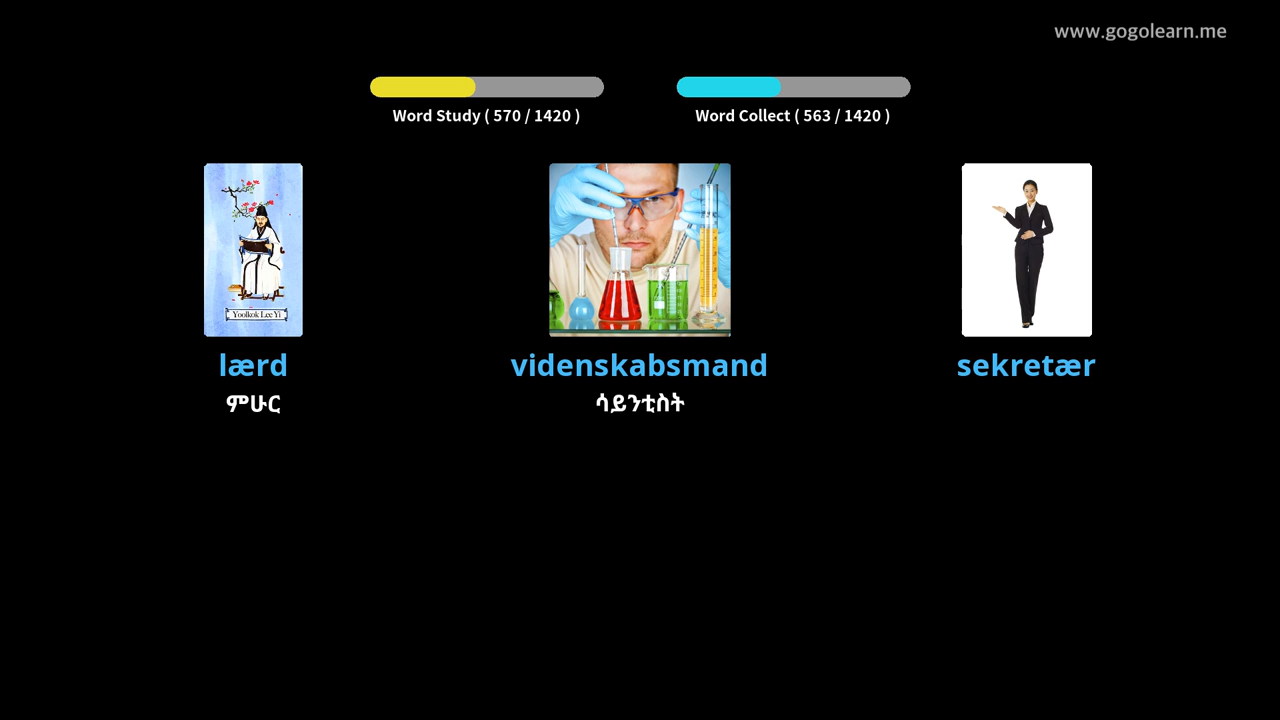 www.gogolearn.me
Word Study ( 570 / 1420 )
Word Collect ( 563 / 1420 )
Yoolkok Lee Yi
lærd
videnskabsmand
sekretær
ምሁር
ሳይንቲስት